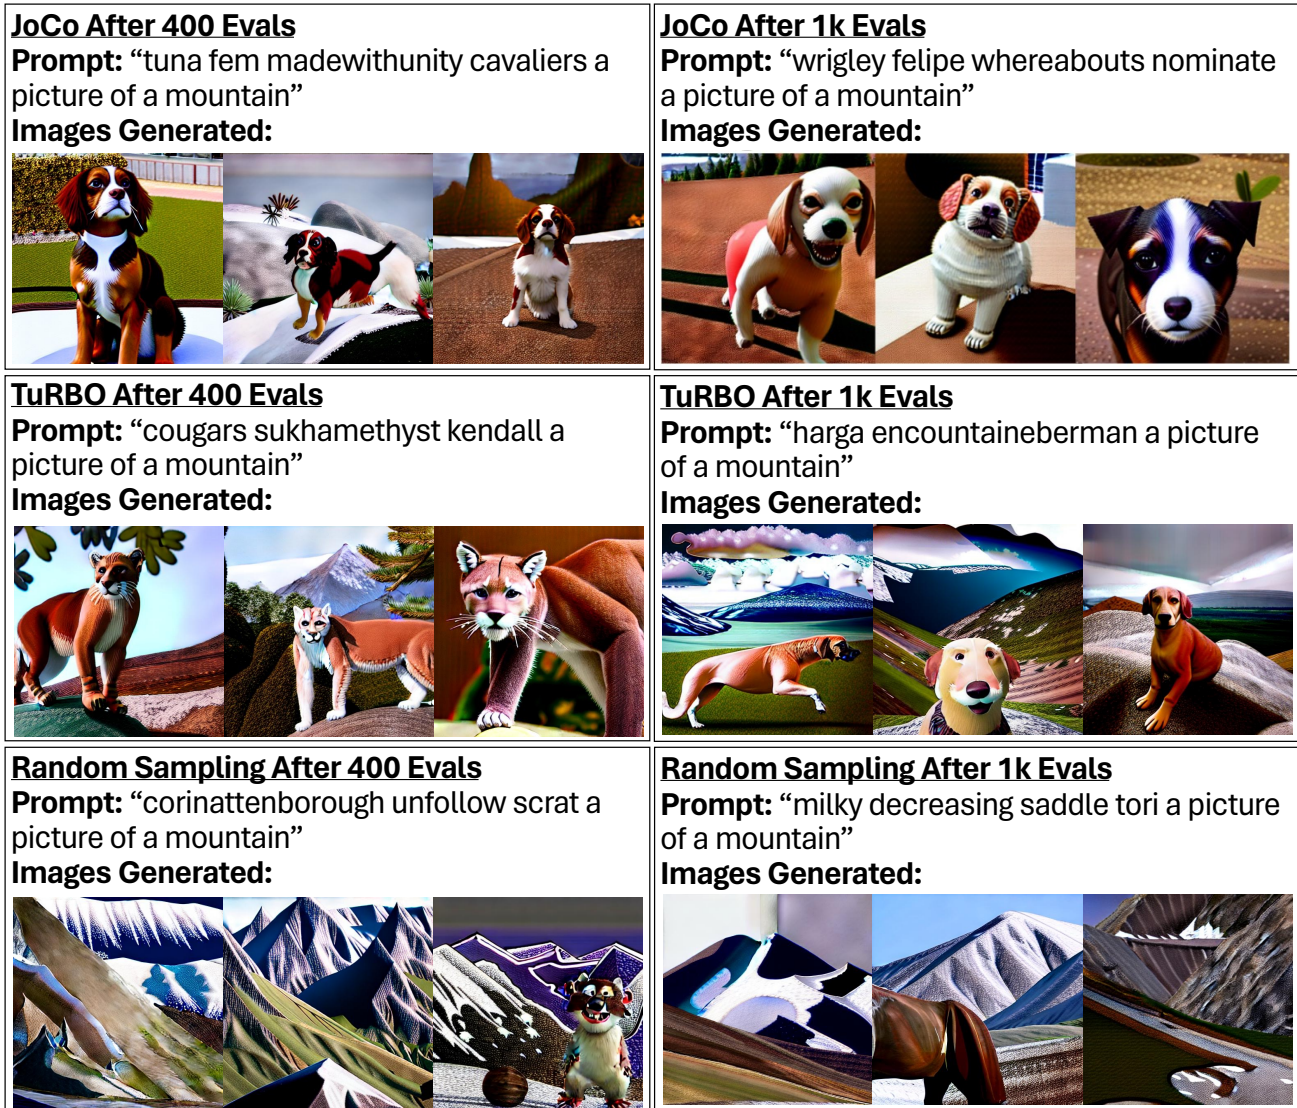 JoCo After 400 Evals
Prompt: “tuna fem madewithunity cavaliers a
picture of a mountain”
Images Generated:
JoCo After 1k Evals
Prompt: “wrigley felipe whereabouts nominate
a picture of a mountain”
Images Generated:
TuRBO After 400 Evals
Prompt: “cougars sukhamethyst kendall a
picture of a mountain”
Images Generated:
TuRBO After 1k Evals
Prompt: “harga encountaineberman a picture
of a mountain”
Images Generated:
Random Sampling After 400 Evals
Prompt: “corinattenborough unfollow scrat a
picture of a mountain”
Images Generated:
Random Sampling After 1k Evals
Prompt: “milky decreasing saddle tori a picture
of a mountain”
Images Generated: